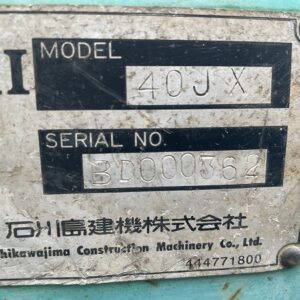 MODEL
40JX
SERIAL NO.
BD000362
石川島建機株式会社
hikawajima Construction Machinery Co., Ltd.
444771800